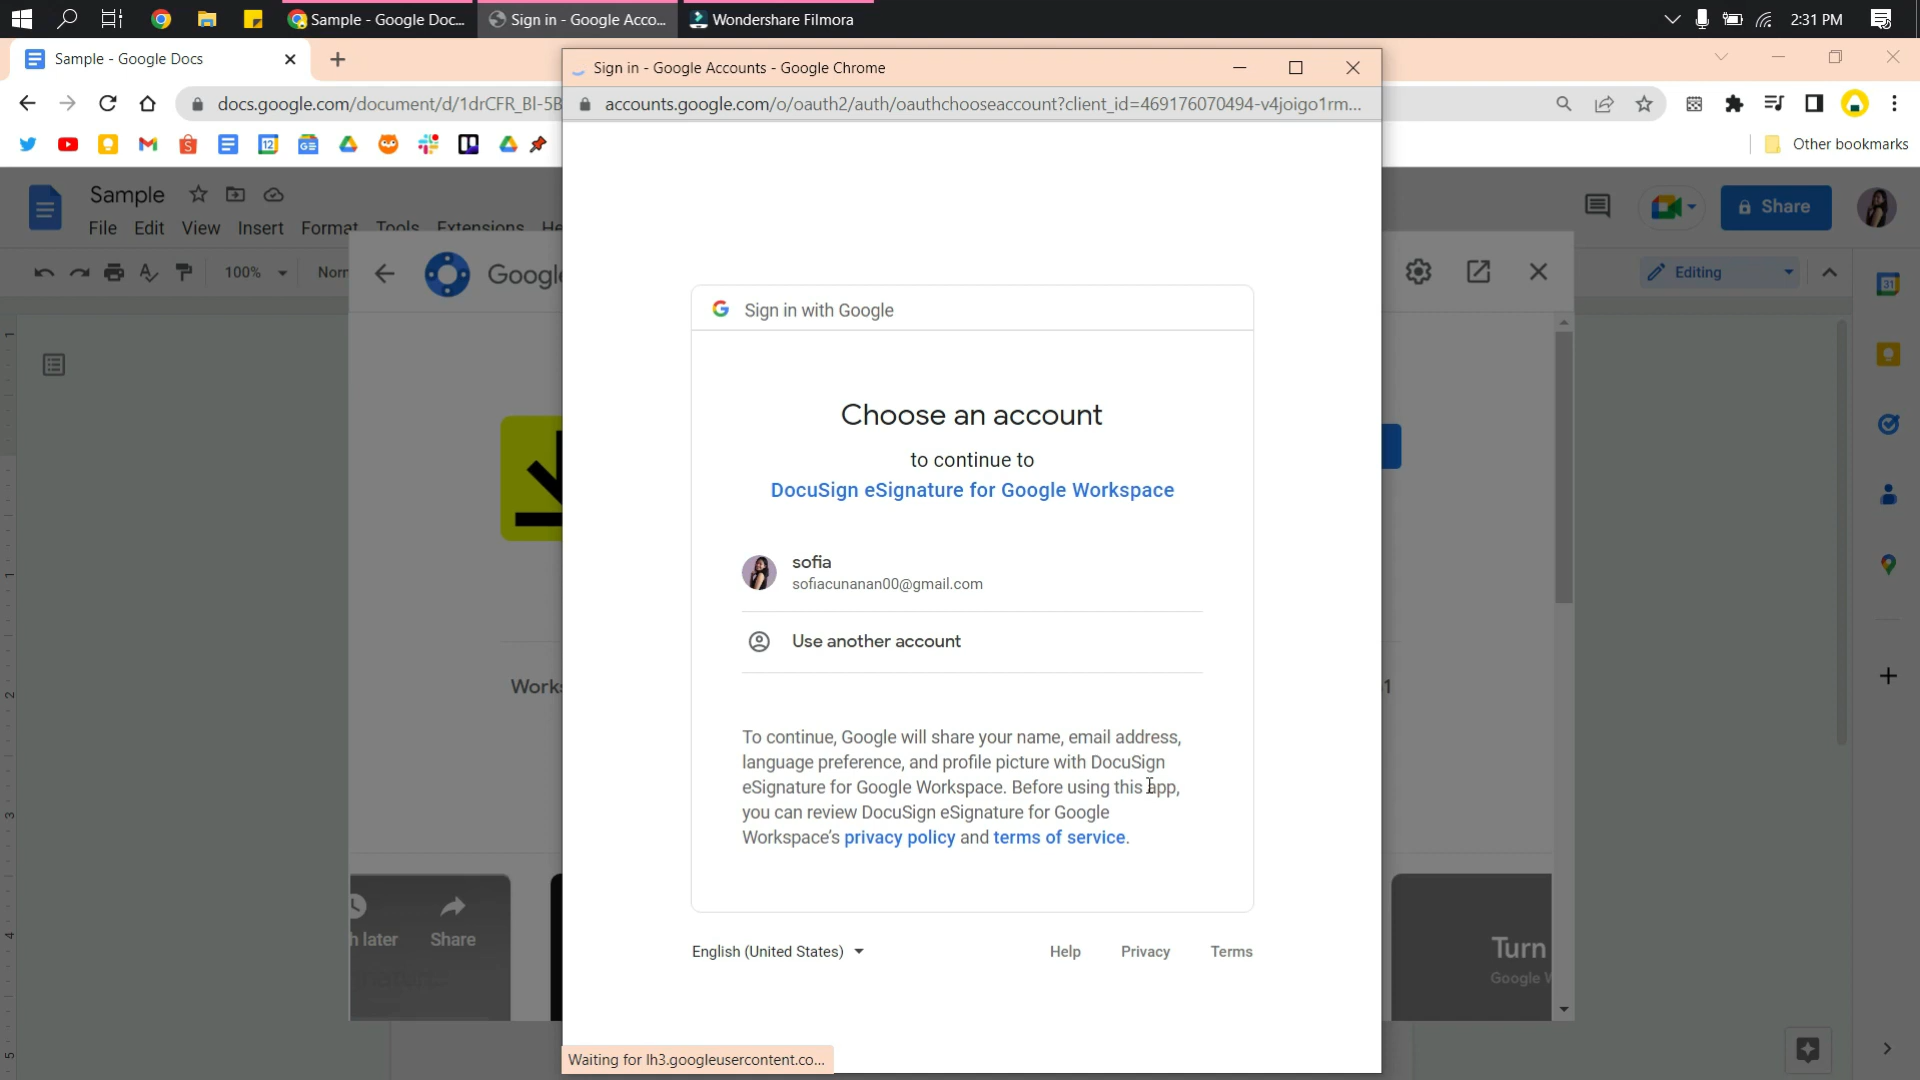 Sample - Google Doc...
Sign in - Google Acco...
Wondershare Filmora
2:31 PM
Sample - Google Docs
Sign in - Google Accounts - Google Chrome
docs.google.com/document/d/1drCFR_BI-5B
accounts.google.com/o/oauth2/auth/oauthchooseaccount?client_id=469176070494-v4joigo1rm...
Other bookmarks
Sample
File Edit View Insert Format Tools Extensions He
Share
100%
Norn
Googl
Editing
Sign in with Google
Choose an account
to continue to
DocuSign eSignature for Google Workspace
sofia
sofiacunanan00@gmail.com
Use another account
Works
To continue, Google will share your name, email address,
language preference, and profile picture with DocuSign
eSignature for Google Workspace. Before using this app,
you can review DocuSign eSignature for Google
Workspace's privacy policy and terms of service.
h later
Share
Turn
Google W
English (United States)
Help
Privacy
Terms
Waiting for lh3.googleusercontent.co...